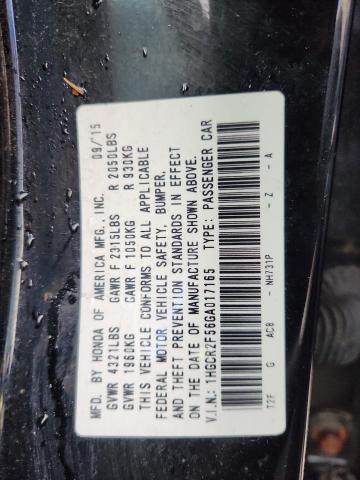 MFD. BY HONDA OF AMERICA MFG., INC. 09/15
GVWR 4321LBS GAWR F 2315LBS R 2050LBS
GVWR 1960KG GAWR F 1050KG R 930KG
THIS VEHICLE CONFORMS TO ALL APPLICABLE
FEDERAL MOTOR VEHICLE SAFETY, BUMPER,
AND THEFT PREVENTION STANDARDS IN EFFECT
ON THE DATE OF MANUFACTURE SHOWN ABOVE.
V.I.N.: 1HGCR2F56GA017165 TYPE: PASSENGER CAR
T2F G AC8 - NH731P - Z - A